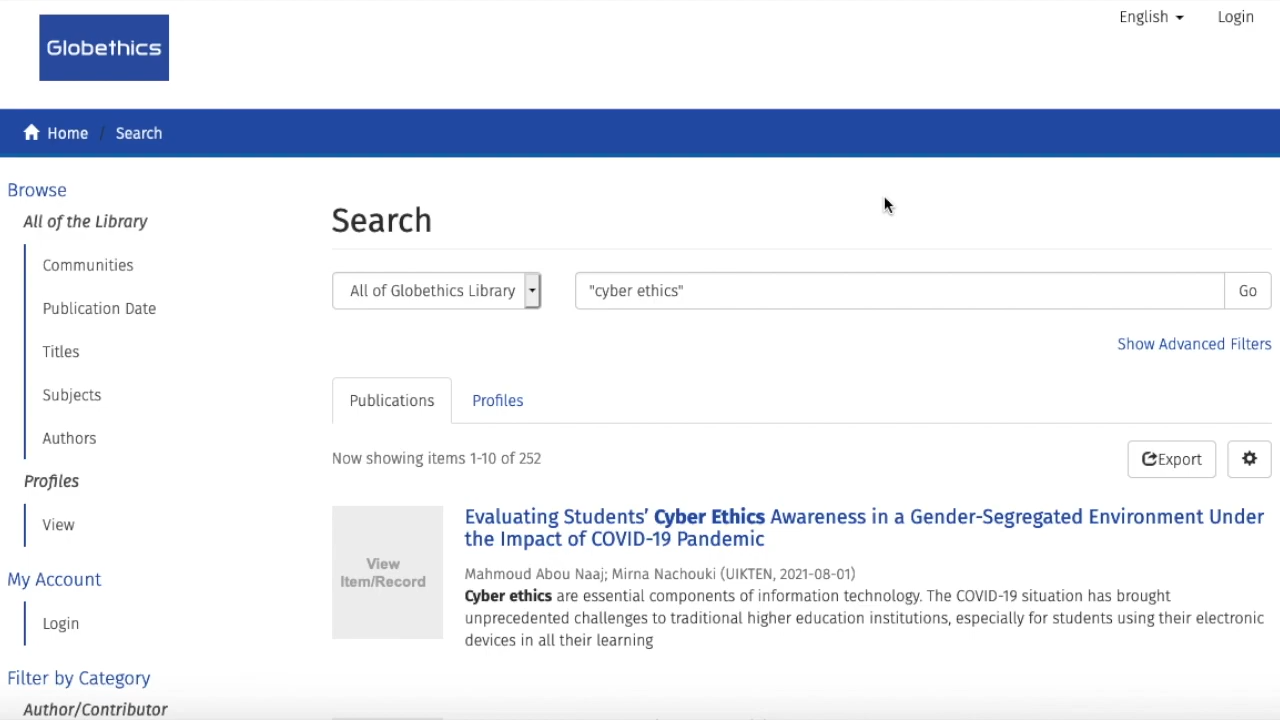 English Login
Globethics
Home / Search
Browse
All of the Library
Communities
Publication Date
Titles
Subjects
Authors
Profiles
View
My Account
Login
Filter by Category
Author/Contributor
Search
All of Globethics Library
"cyber ethics"
Go
Show Advanced Filters
Publications Profiles
Now showing items 1-10 of 252
Export
View
Item/Record
Evaluating Students' Cyber Ethics Awareness in a Gender-Segregated Environment Under
the Impact of COVID-19 Pandemic
Mahmoud Abou Naaj; Mirna Nachouki (UIKTEN, 2021-08-01)
Cyber ethics are essential components of information technology. The COVID-19 situation has brought
unprecedented challenges to traditional higher education institutions, especially for students using their electronic
devices in all their learning